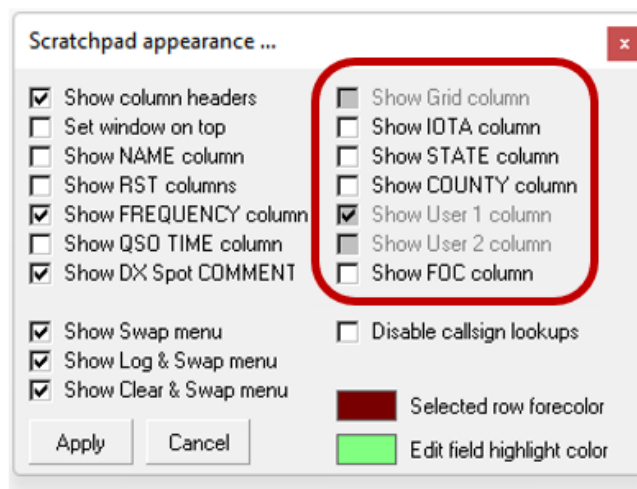 Scratchpad appearance ...
x
Show column headers
Set window on top
Show NAME column
Show RST columns
Show FREQUENCY column
Show QSO TIME column
Show DX Spot COMMENT
Show Swap menu
Show Log & Swap menu
Show Clear & Swap menu
Apply
Cancel
Show Grid column
Show IOTA column
Show STATE column
Show COUNTY column
Show User 1 column
Show User 2 column
Show FOC column
Disable callsign lookups
Selected row forecolor
Edit field highlight color